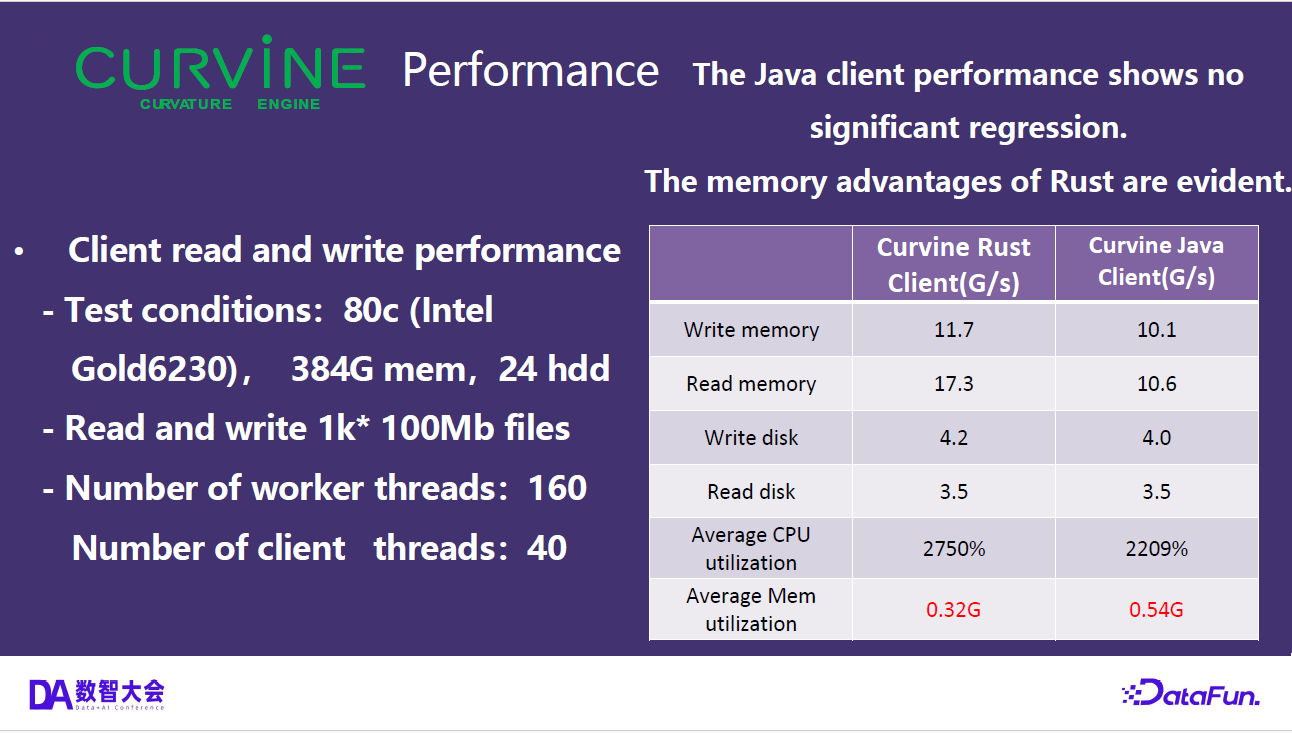 CURVINE
CURVATURE ENGINE
Performance
The Java client performance shows no
significant regression.
The memory advantages of Rust are evident.
• Client read and write performance
- Test conditions：80c (Intel
Gold6230)， 384G mem，24 hdd
- Read and write 1k* 100Mb files
- Number of worker threads：160
Number of client threads：40
Curvine Rust Client(G/s) Curvine Java Client(G/s)
Write memory 11.7 10.1
Read memory 17.3 10.6
Write disk 4.2 4.0
Read disk 3.5 3.5
Average CPU utilization 2750% 2209%
Average Mem utilization 0.32G 0.54G
DA 数智大会
Data+AI Conference
DataFun.